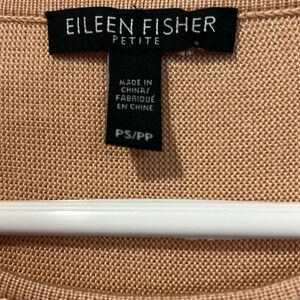 EILEEN FISHER
PETITE
MADE IN
CHINA/
FABRIQUÉ
EN CHINE
PS/PP